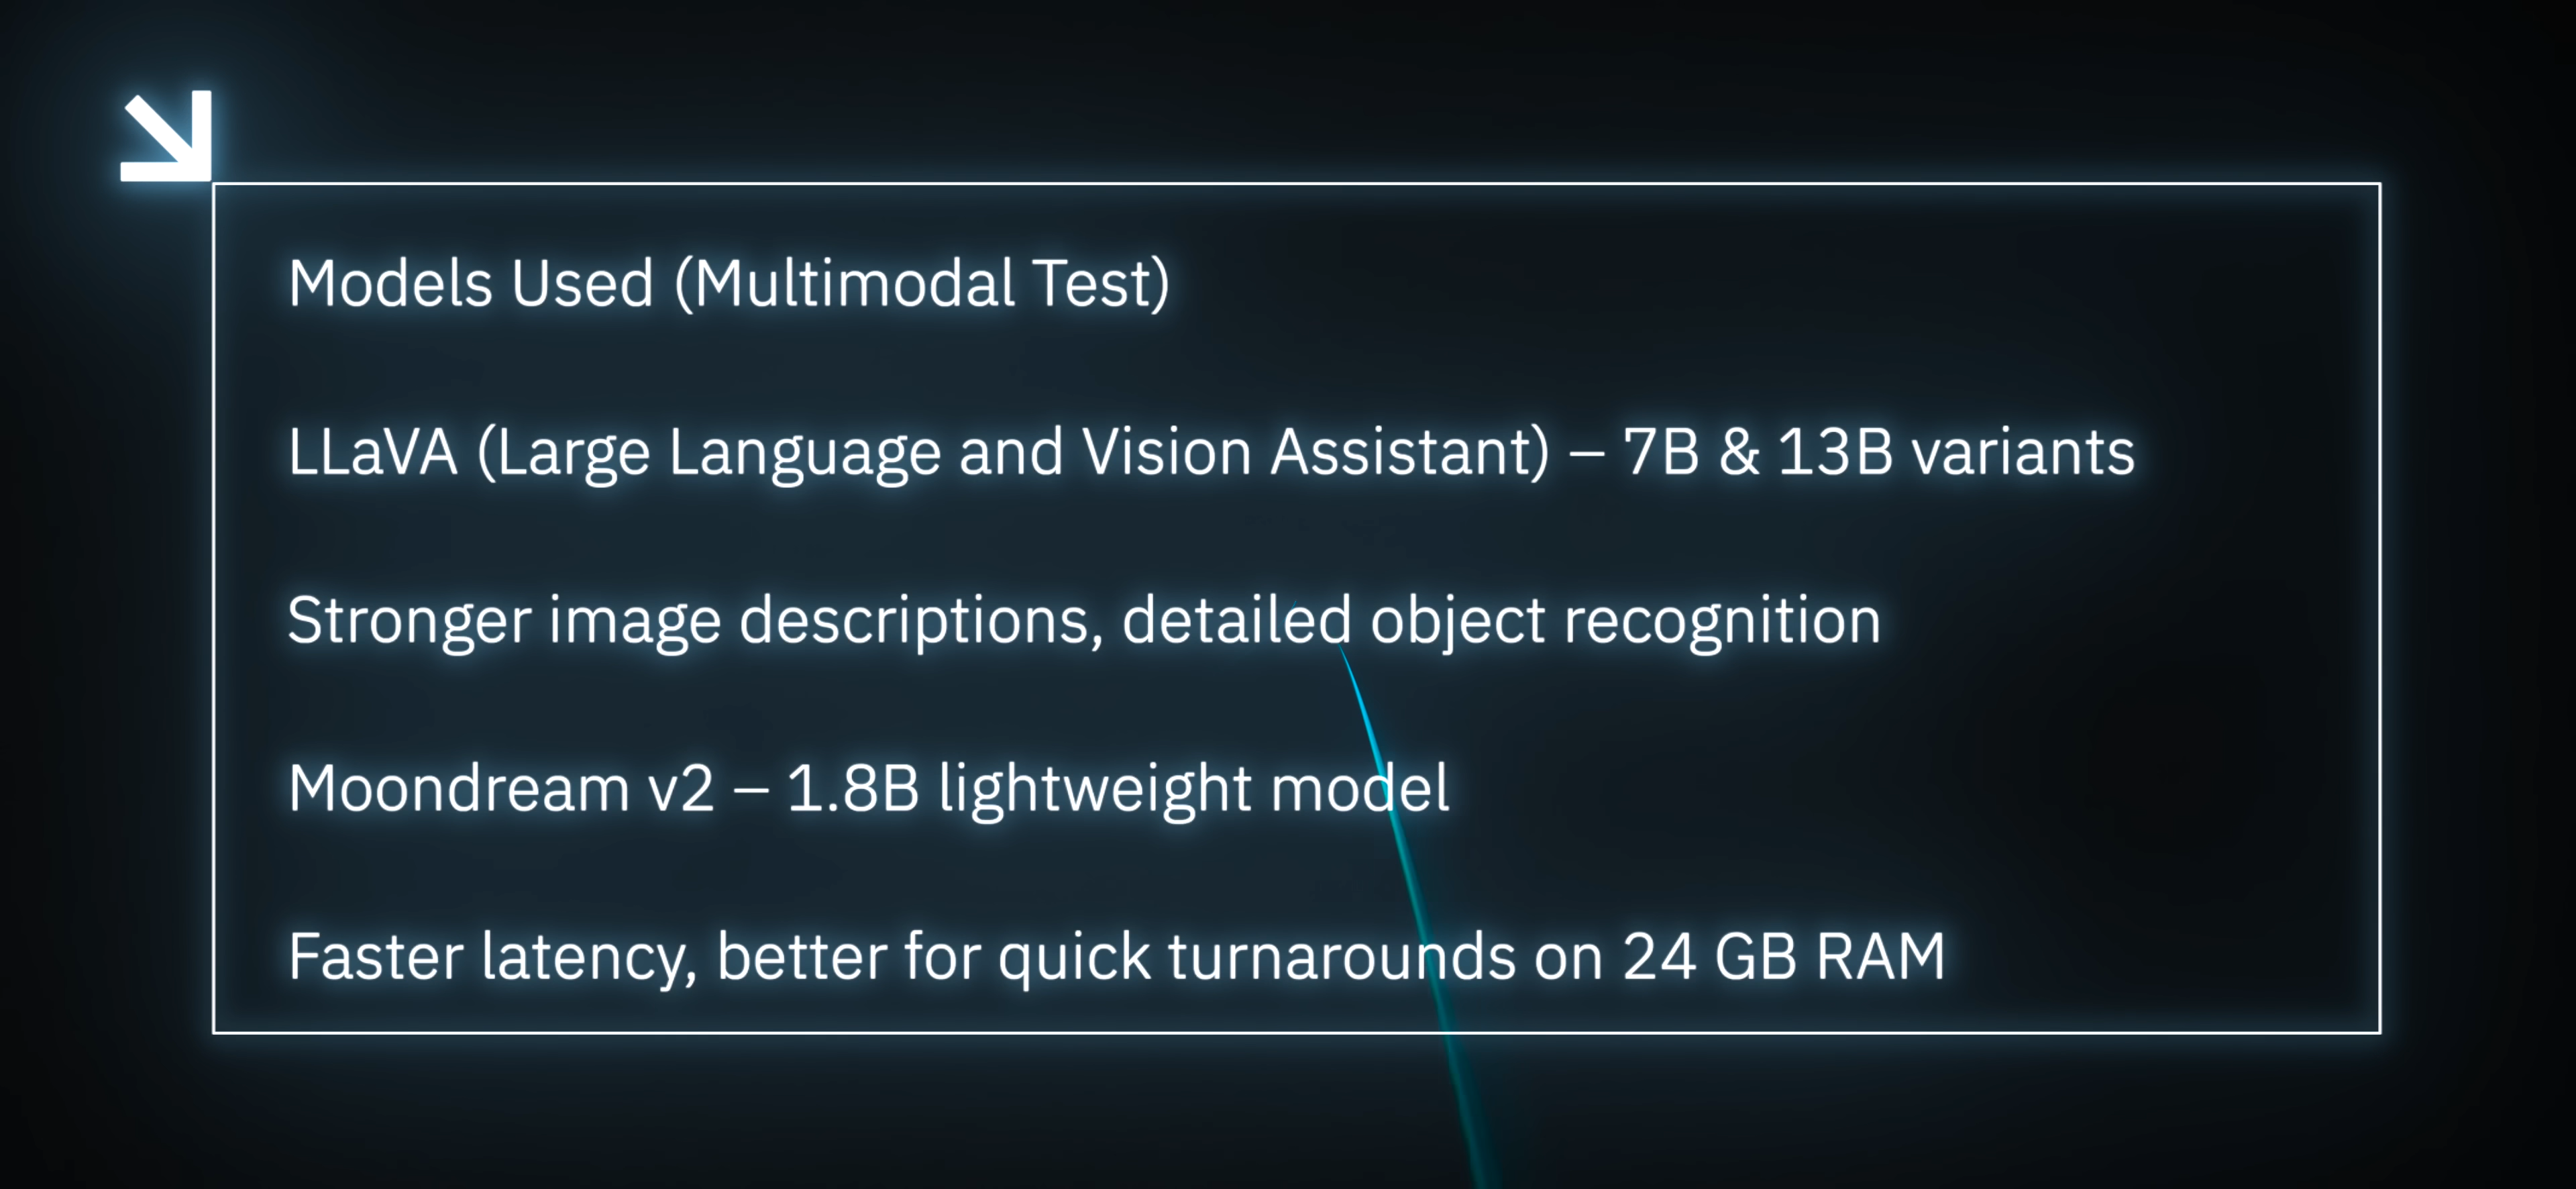 Models Used (Multimodal Test)
LLaVA (Large Language and Vision Assistant) – 7B & 13B variants
Stronger image descriptions, detailed object recognition
Moondream v2 – 1.8B lightweight model
Faster latency, better for quick turnarounds on 24 GB RAM